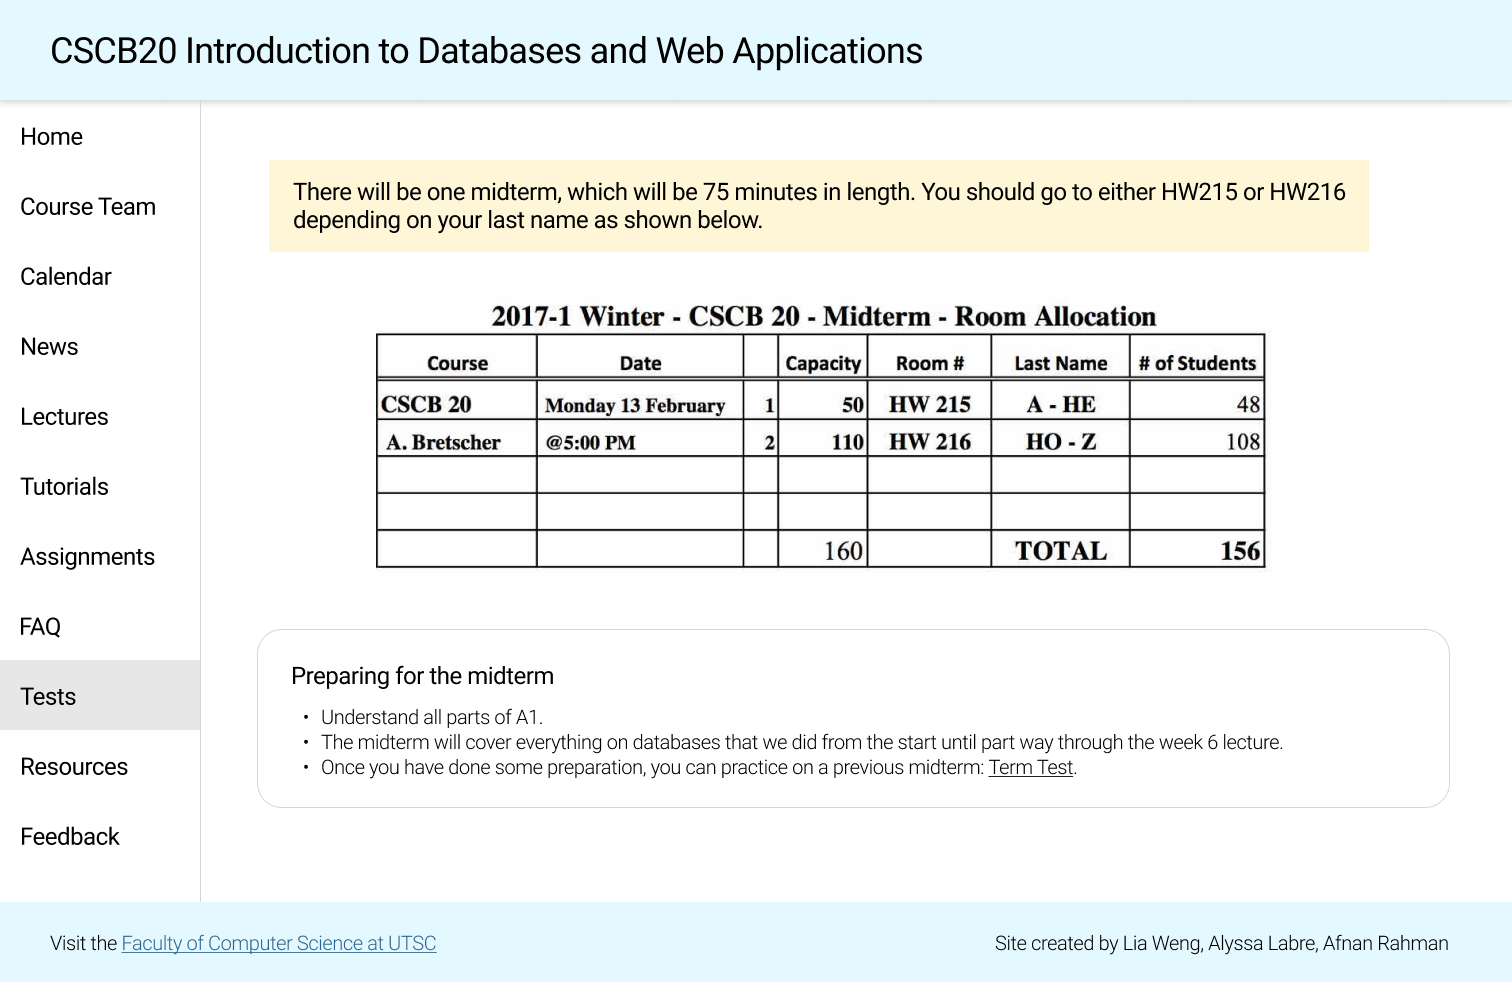 CSCB20 Introduction to Databases and Web Applications
Home
Course Team
Calendar
News
Lectures
Tutorials
Assignments
FAQ
Tests
Resources
Feedback
There will be one midterm, which will be 75 minutes in length. You should go to either HW215 or HW216
depending on your last name as shown below.
2017-1 Winter - CSCB 20 - Midterm - Room Allocation
Course Date Capacity Room # Last Name # of Students
CSCB 20 Monday 13 February 1 50 HW 215 A - HE 48
A. Bretscher @5:00 PM 2 110 HW 216 HO - Z 108
160 TOTAL 156
Preparing for the midterm
• Understand all parts of A1.
• The midterm will cover everything on databases that we did from the start until part way through the week 6 lecture.
• Once you have done some preparation, you can practice on a previous midterm: Term Test.
Visit the Faculty of Computer Science at UTSC
Site created by Lia Weng, Alyssa Labre, Afnan Rahman